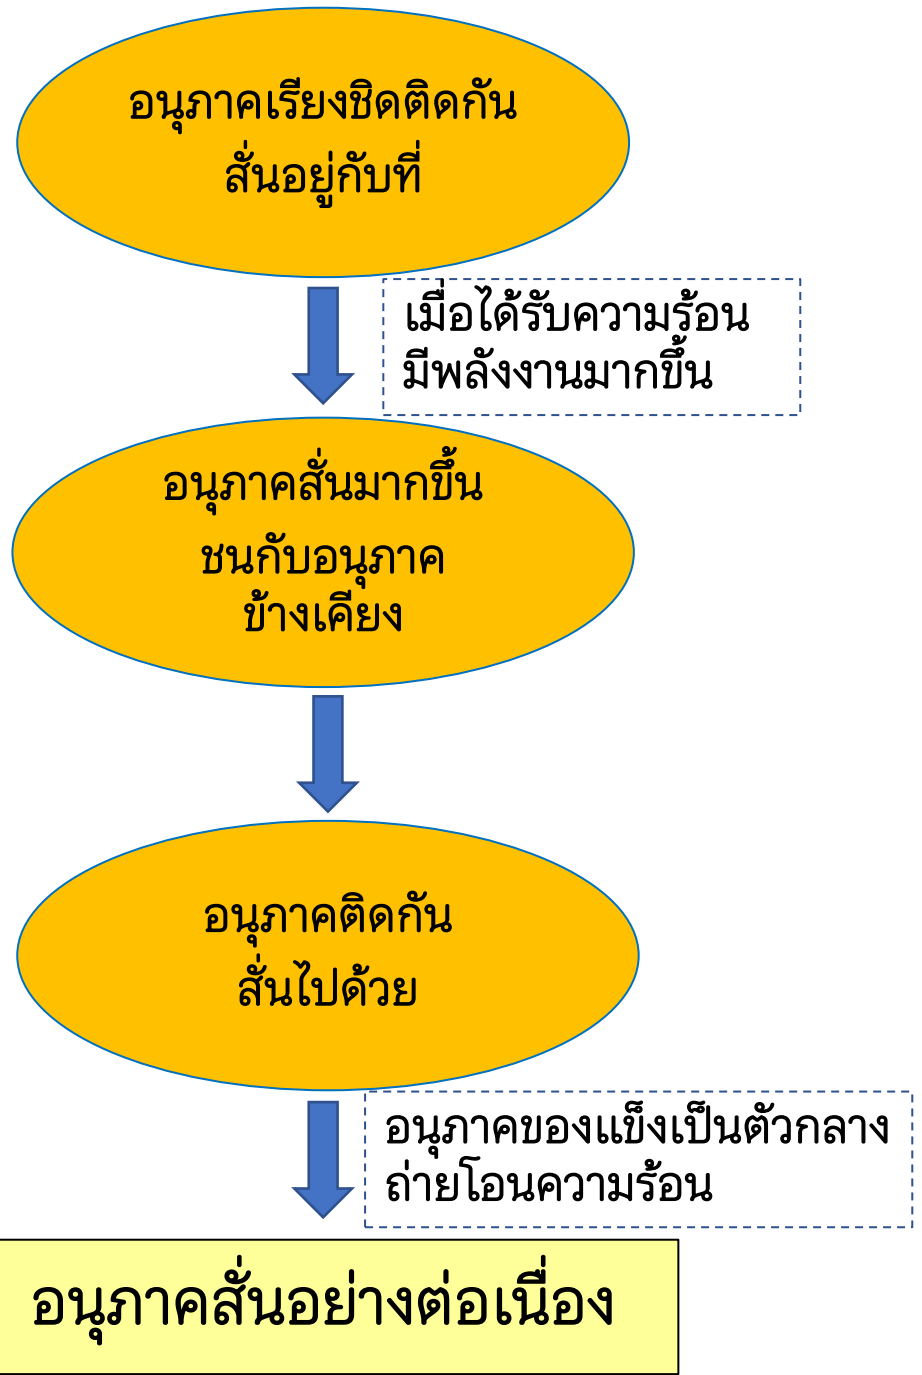 อนุภาคเรียงชิดติดกัน
สั่นอยู่กับที่
เมื่อได้รับความร้อน
มีพลังงานมากขึ้น
อนุภาคสั่นมากขึ้น
ชนกับอนุภาค
ข้างเคียง
อนุภาคติดกัน
สั่นไปด้วย
อนุภาคของแข็งเป็นตัวกลาง
ถ่ายโอนความร้อน
อนุภาคสั่นอย่างต่อเนื่อง